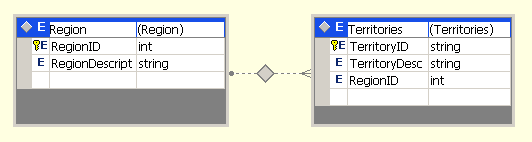 E Region (Region)
E RegionID int
E RegionDescript string
E Territories (Territories)
E TerritoryID string
E TerritoryDesc string
E RegionID int